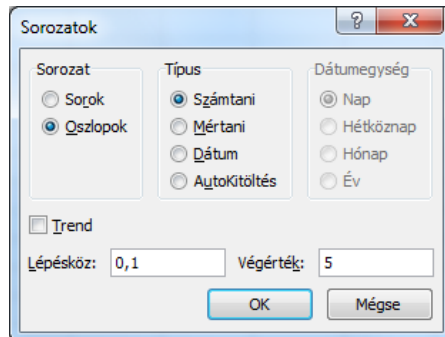 Sorozatok
Sorozat
Sorok
Oszlopok
Típus
Számtani
Mértani
Dátum
AutoKitöltés
Dátumegység
Nap
Hétköznap
Hónap
Év
Trend
Lépésköz: 0,1 Végérték: 5
OK Mégse